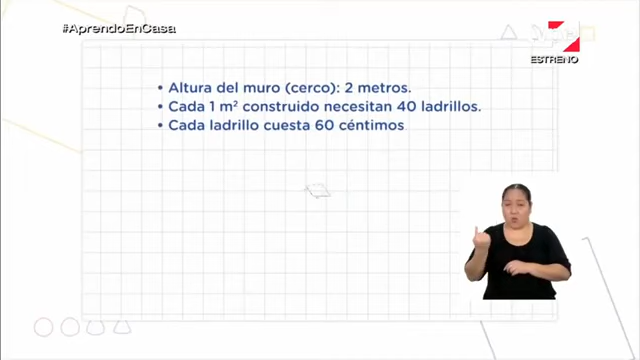 #AprendoEnCasa
ESTRENO
• Altura del muro (cerco): 2 metros.
• Cada 1 m² construido necesitan 40 ladrillos.
• Cada ladrillo cuesta 60 céntimos